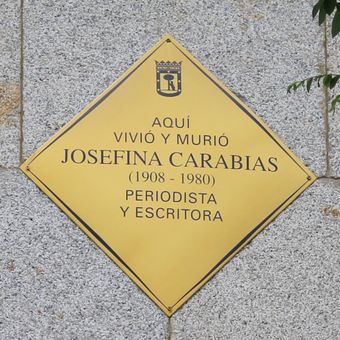 AQUÍ
VIVIÓ Y MURIÓ
JOSEFINA CARABIAS
(1908 - 1980)
PERIODISTA
Y ESCRITORA